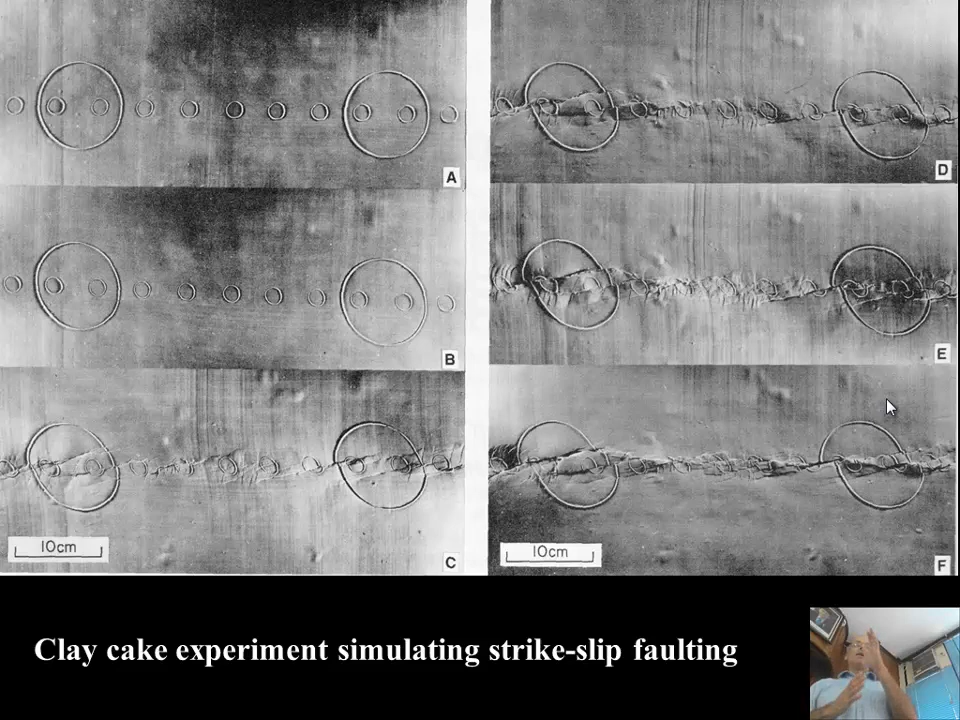 A
B
10cm
C
D
E
10cm
F
Clay cake experiment simulating strike-slip faulting